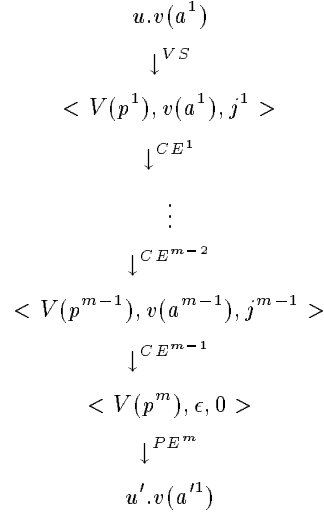 u.v(a^1)
↓^{VS}
< V(p^1), v(a^1), j^1 >
↓^{CE^1}
⋮
↓^{CE^{m-2}}
< V(p^{m-1}), v(a^{m-1}), j^{m-1} >
↓^{CE^{m-1}}
< V(p^m), ϵ, 0 >
↓^{PE^m}
u'.v(a'^1)